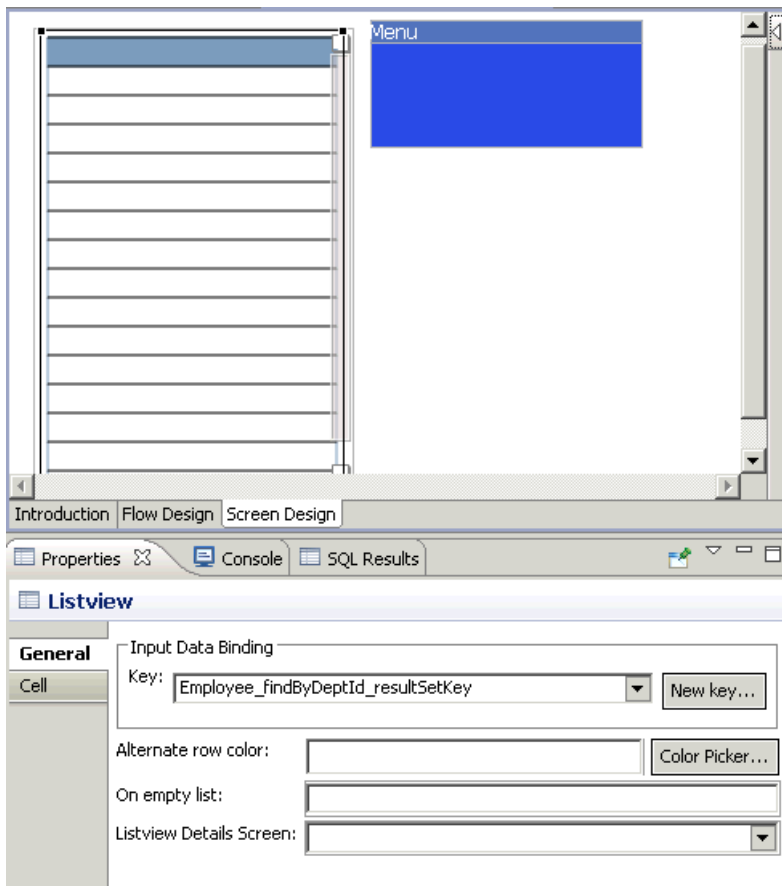 Menu
Introduction Flow Design Screen Design
Properties Console SQL Results
Listview
General
Cell
Input Data Binding
Key: Employee_findByDeptId_resultSetKey New key...
Alternate row color: Color Picker...
On empty list:
Listview Details Screen: